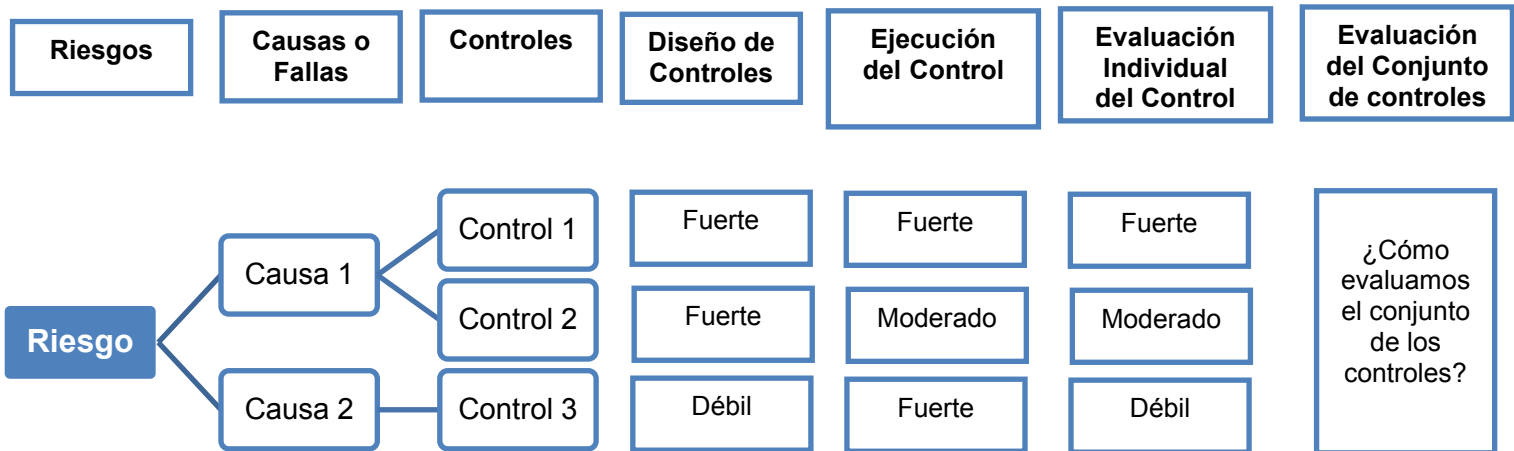 Riesgos
Causas o
Fallas
Controles
Diseño de
Controles
Ejecución
del Control
Evaluación
Individual
del Control
Evaluación
del Conjunto
de controles
Riesgo
Causa 1
Causa 2
Control 1
Control 2
Control 3
Fuerte
Fuerte
Fuerte
Fuerte
Moderado
Moderado
Débil
Fuerte
Débil
¿Cómo
evaluamos
el conjunto
de los
controles?